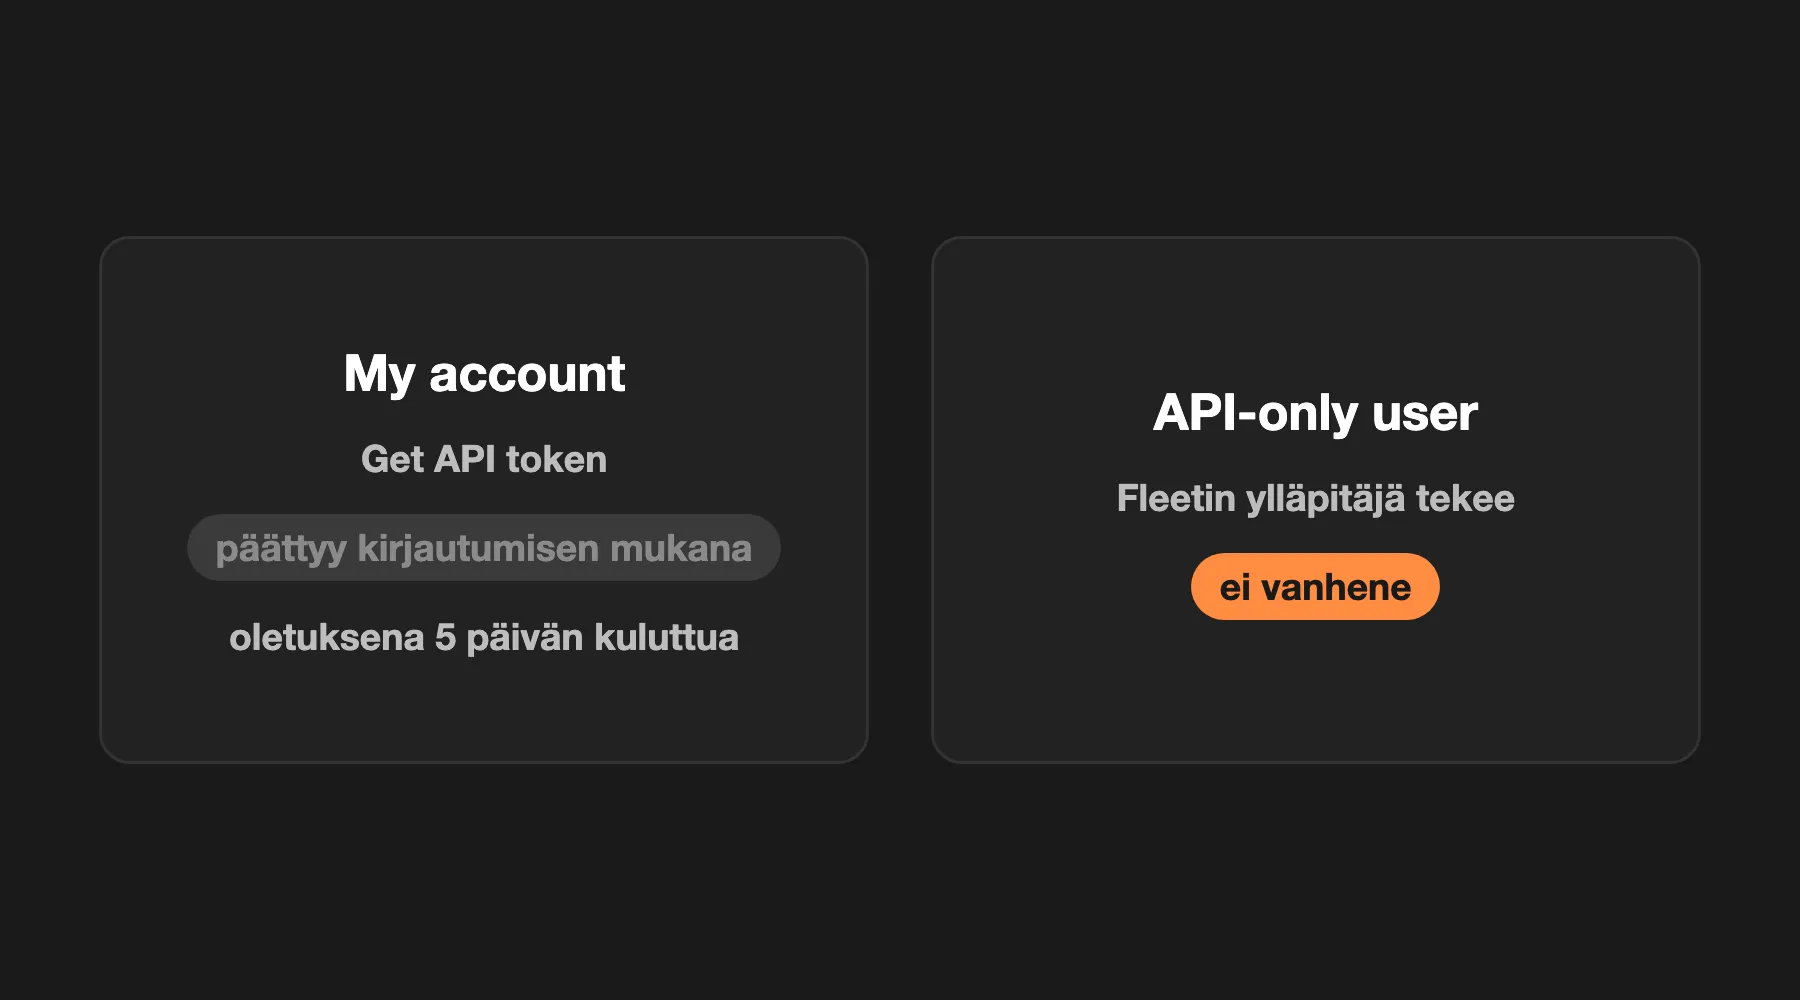 My account
Get API token
päättyy kirjautumisen mukana
oletuksena 5 päivän kuluttua
API-only user
Fleetin ylläpitäjä tekee
ei vanhene